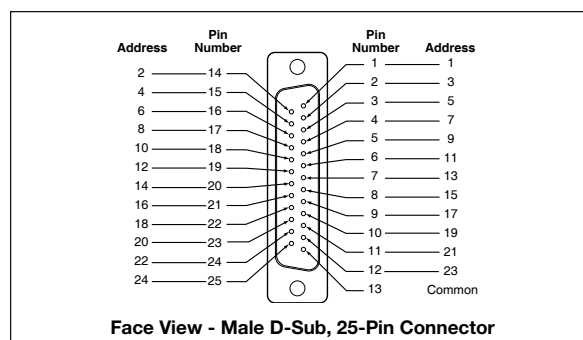 Address Pin Number Pin Number Address
2 14 1 1
4 15 2 3
6 16 3 5
8 17 4 7
10 18 5 9
12 19 6 11
14 20 7 13
16 21 8 15
18 22 9 17
20 23 10 19
22 24 11 21
24 25 12 23
13 Common
Face View - Male D-Sub, 25-Pin Connector